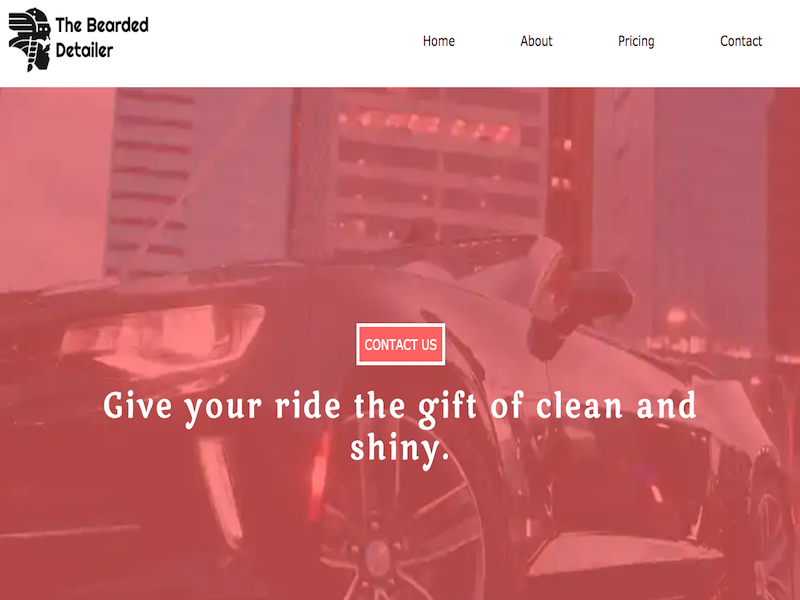 The Bearded
Detailer
Home About Pricing Contact
CONTACT US
Give your ride the gift of clean and
shiny.